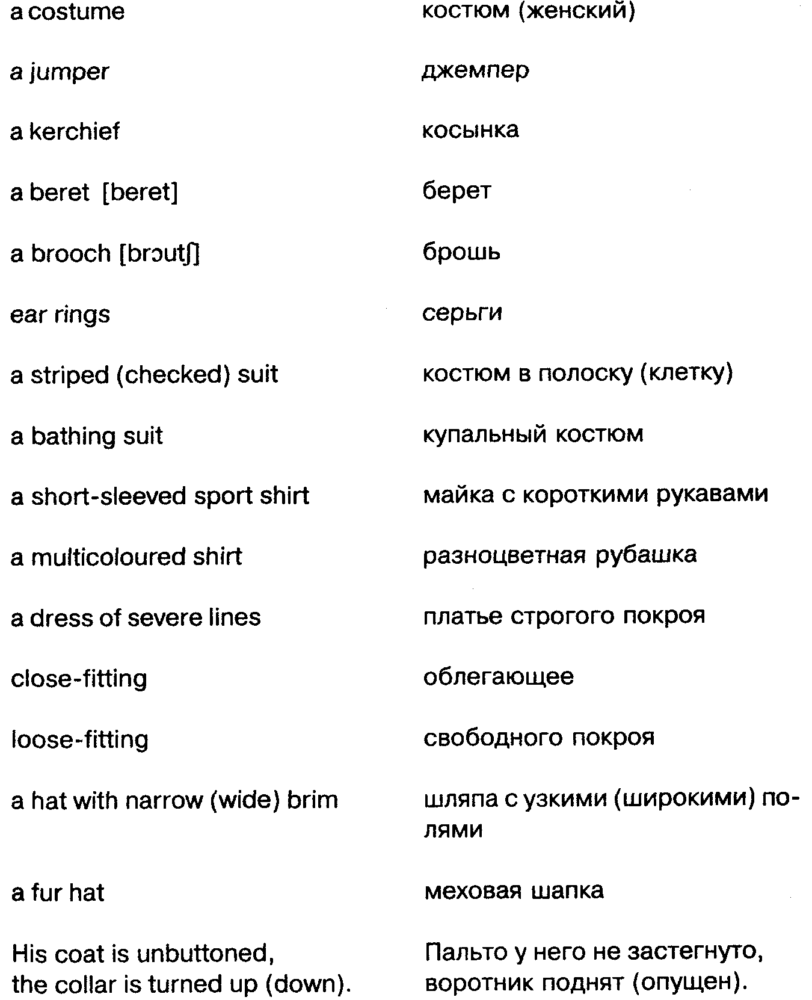 a costume костюм (женский)
a jumper джемпер
a kerchief косынка
a beret [beret] берет
a brooch [brɔutʃ] брошь
ear rings серьги
a striped (checked) suit костюм в полоску (клетку)
a bathing suit купальный костюм
a short-sleeved sport shirt майка с короткими рукавами
a multicoloured shirt разноцветная рубашка
a dress of severe lines платье строгого покроя
close-fitting облегающее
loose-fitting свободного покроя
a hat with narrow (wide) brim шляпа с узкими (широкими) по-
лями
a fur hat меховая шапка
His coat is unbuttoned, Пальто у него не застегнуто,
the collar is turned up (down). воротник поднят (опущен).